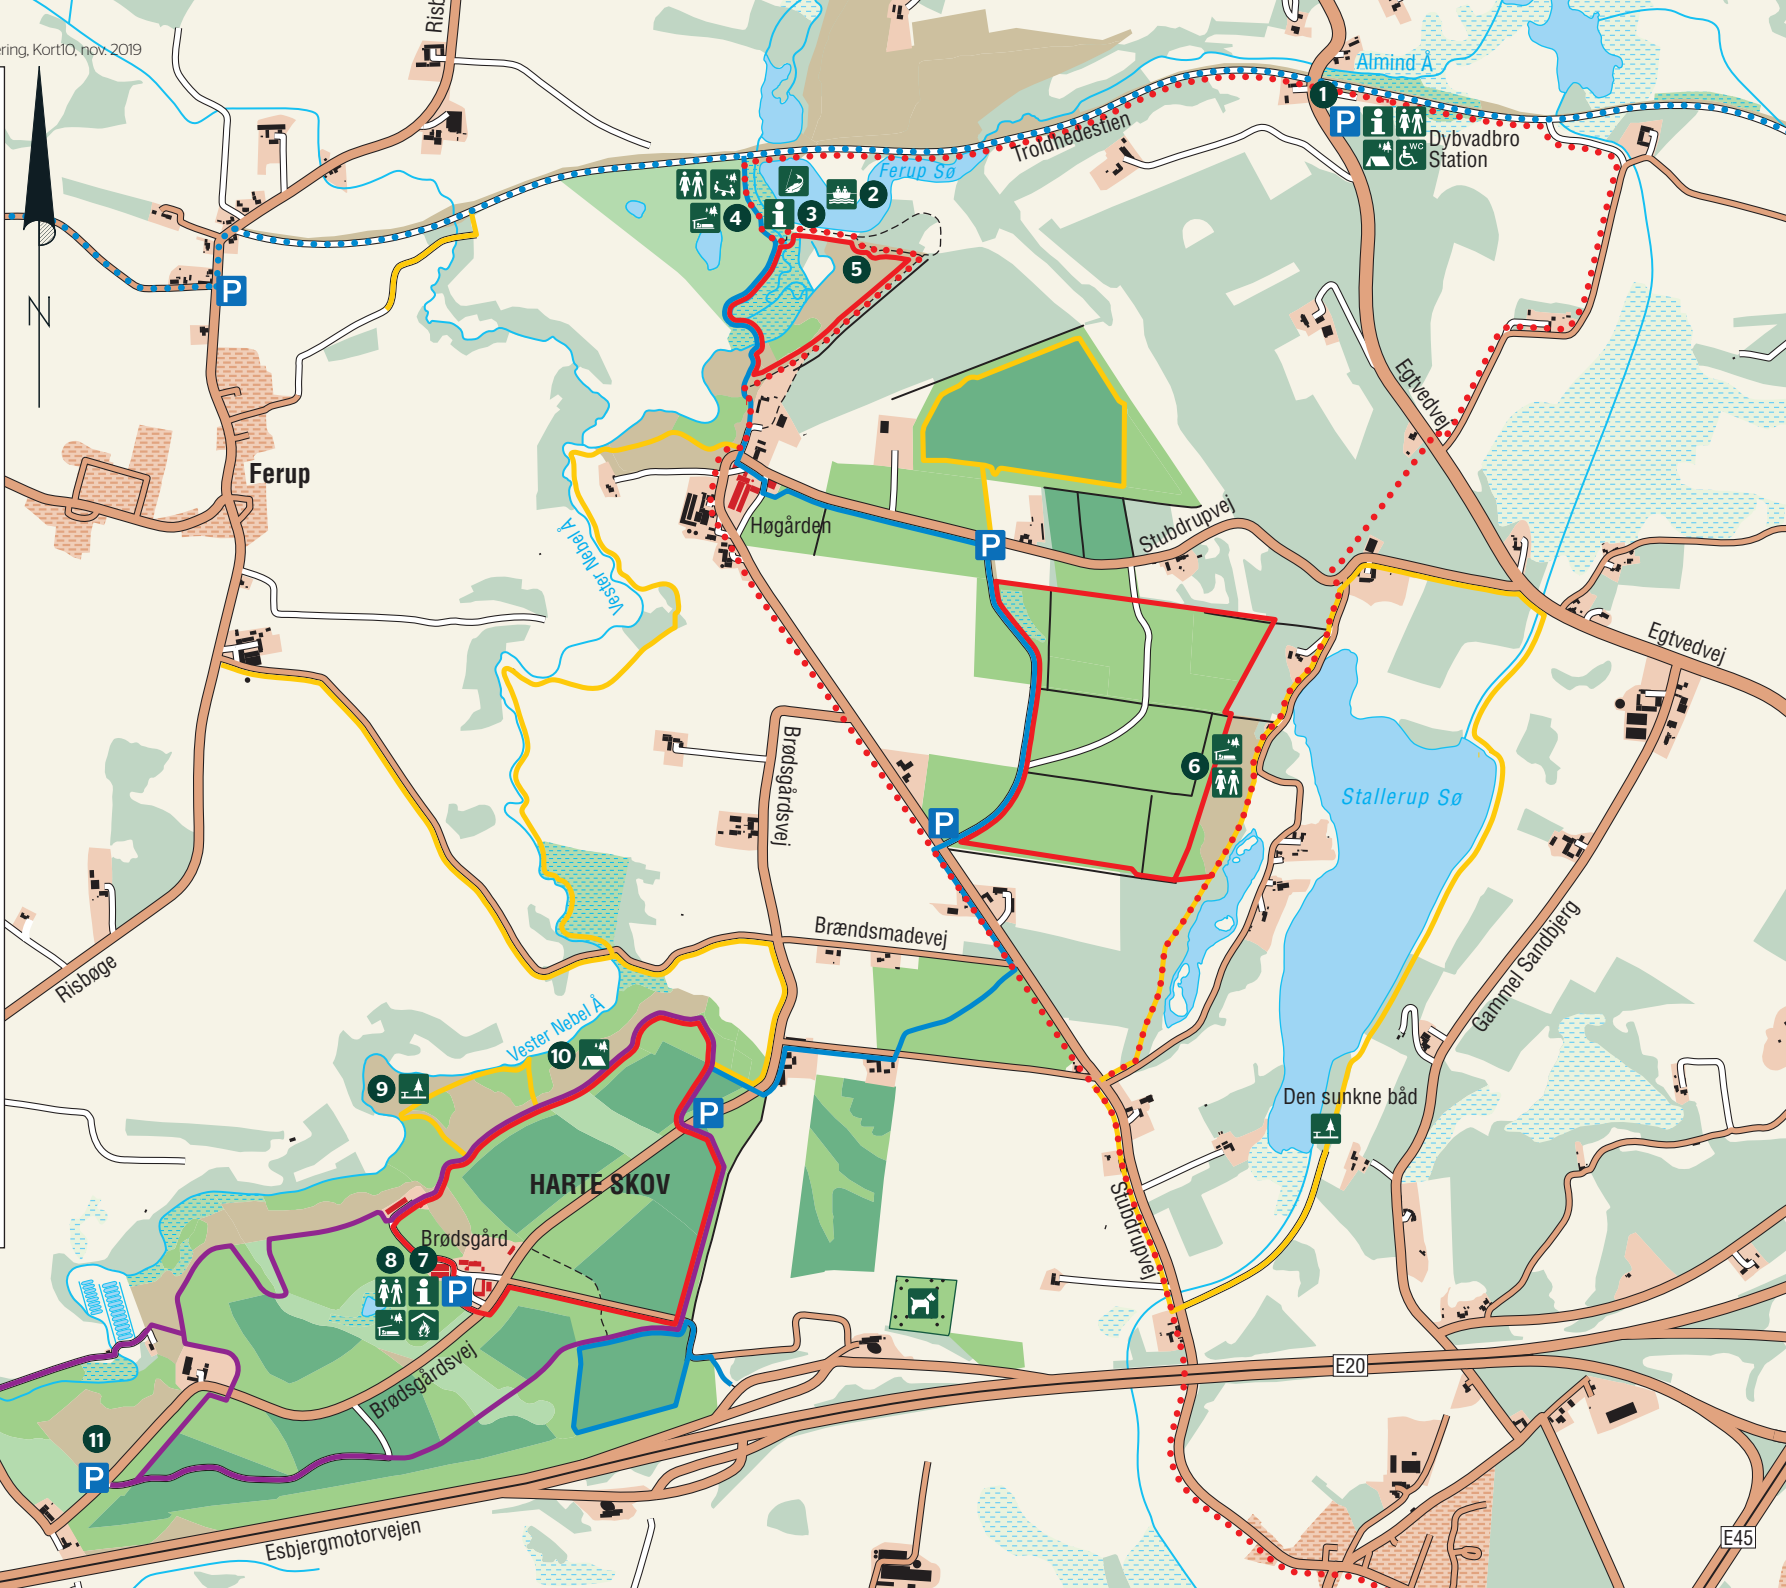 ering, Kort10, nov. 2019
Risb
Almind Å
1
P
WC
Dybvadbro
Station
Troldhedestien
Ferup Sø
2
3
4
5
N
P
Egtvedvej
Ferup
Høgården
Stubdrupvej
P
Vester Nebel Å
Egtvedvej
Brødsgårdsvej
6
Stallerup Sø
P
Brændsmadevej
Risbøge
Gammel Sandbjerg
Vester Nebel Å
10
9
Den sunkne båd
P
HARTE SKOV
Stubdrupvej
Brødsgård
8
7
P
Brødsgårdsvej
E20
11
P
Esbjergmotorvejen
E45